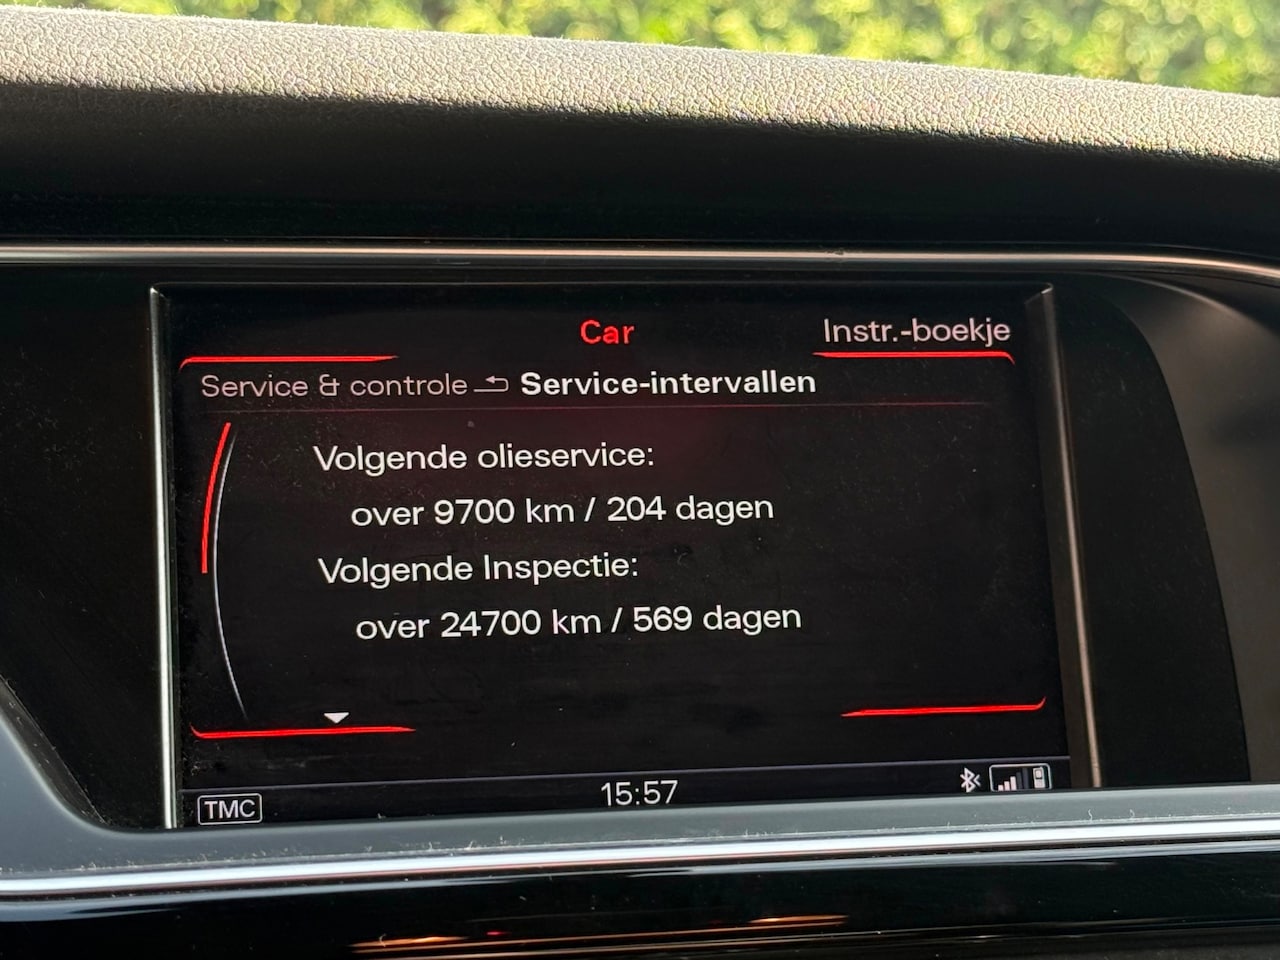 Car
Instr.-boekje
Service & controle Service-intervallen
Volgende olieservice:
over 9700 km / 204 dagen
Volgende Inspectie:
over 24700 km / 569 dagen
TMC
15:57